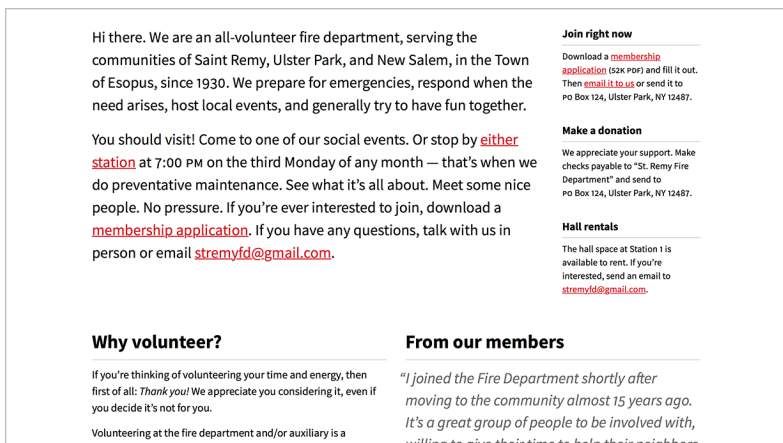 Hi there. We are an all-volunteer fire department, serving the
communities of Saint Remy, Ulster Park, and New Salem, in the Town
of Esopus, since 1930. We prepare for emergencies, respond when the
need arises, host local events, and generally try to have fun together.
You should visit! Come to one of our social events. Or stop by either
station at 7:00 PM on the third Monday of any month — that’s when we
do preventative maintenance. See what it’s all about. Meet some nice
people. No pressure. If you’re ever interested to join, download a
membership application. If you have any questions, talk with us in
person or email stremyfd@gmail.com.
Join right now
Download a membership
application (52K PDF) and fill it out.
Then email it to us or send it to
PO Box 124, Ulster Park, NY 12487.
Make a donation
We appreciate your support. Make
checks payable to “St. Remy Fire
Department” and send to
PO Box 124, Ulster Park, NY 12487.
Hall rentals
The hall space at Station 1 is
available to rent. If you’re
interested, send an email to
stremyfd@gmail.com.
Why volunteer?
If you’re thinking of volunteering your time and energy, then
first of all: Thank you! We appreciate you considering it, even if
you decide it’s not for you.
Volunteering at the fire department and/or auxiliary is a
From our members
“I joined the Fire Department shortly after
moving to the community almost 15 years ago.
It’s a great group of people to be involved with,
willing to give their time to help their neighbors